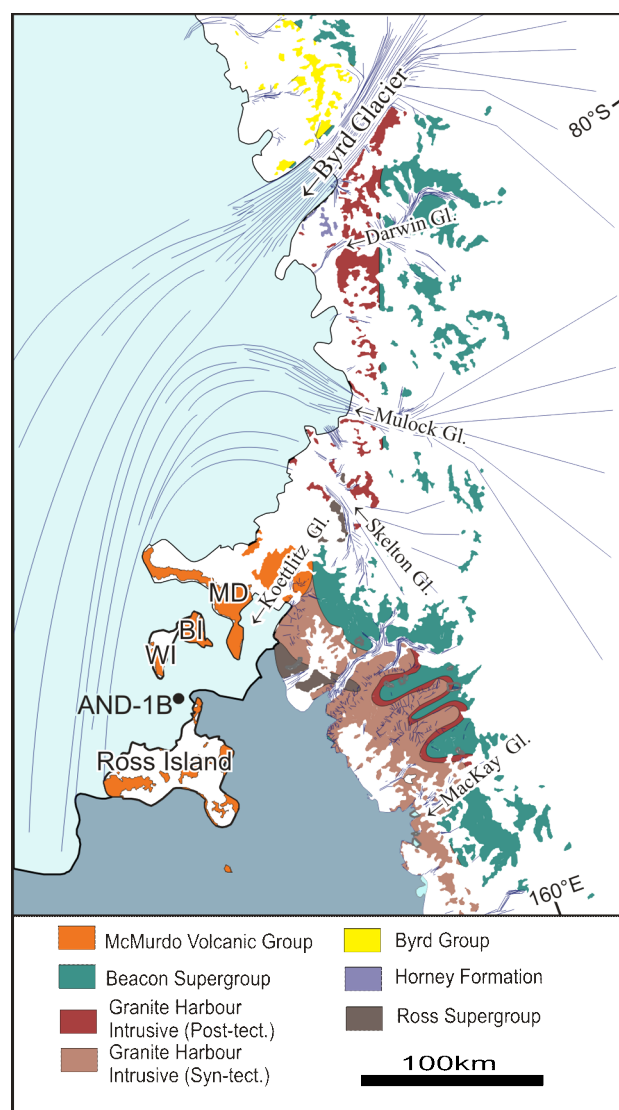 ←Byrd Glacier
80°S
←Darwin Gl.
←Mulock Gl.
←Skelton Gl.
←Koettlitz Gl.
MD
BI
WI
AND-1B
Ross Island
←MacKay Gl.
160°E
McMurdo Volcanic Group
Beacon Supergroup
Granite Harbour
Intrusive (Post-tect.)
Granite Harbour
Intrusive (Syn-tect.)
Byrd Group
Horney Formation
Ross Supergroup
100km